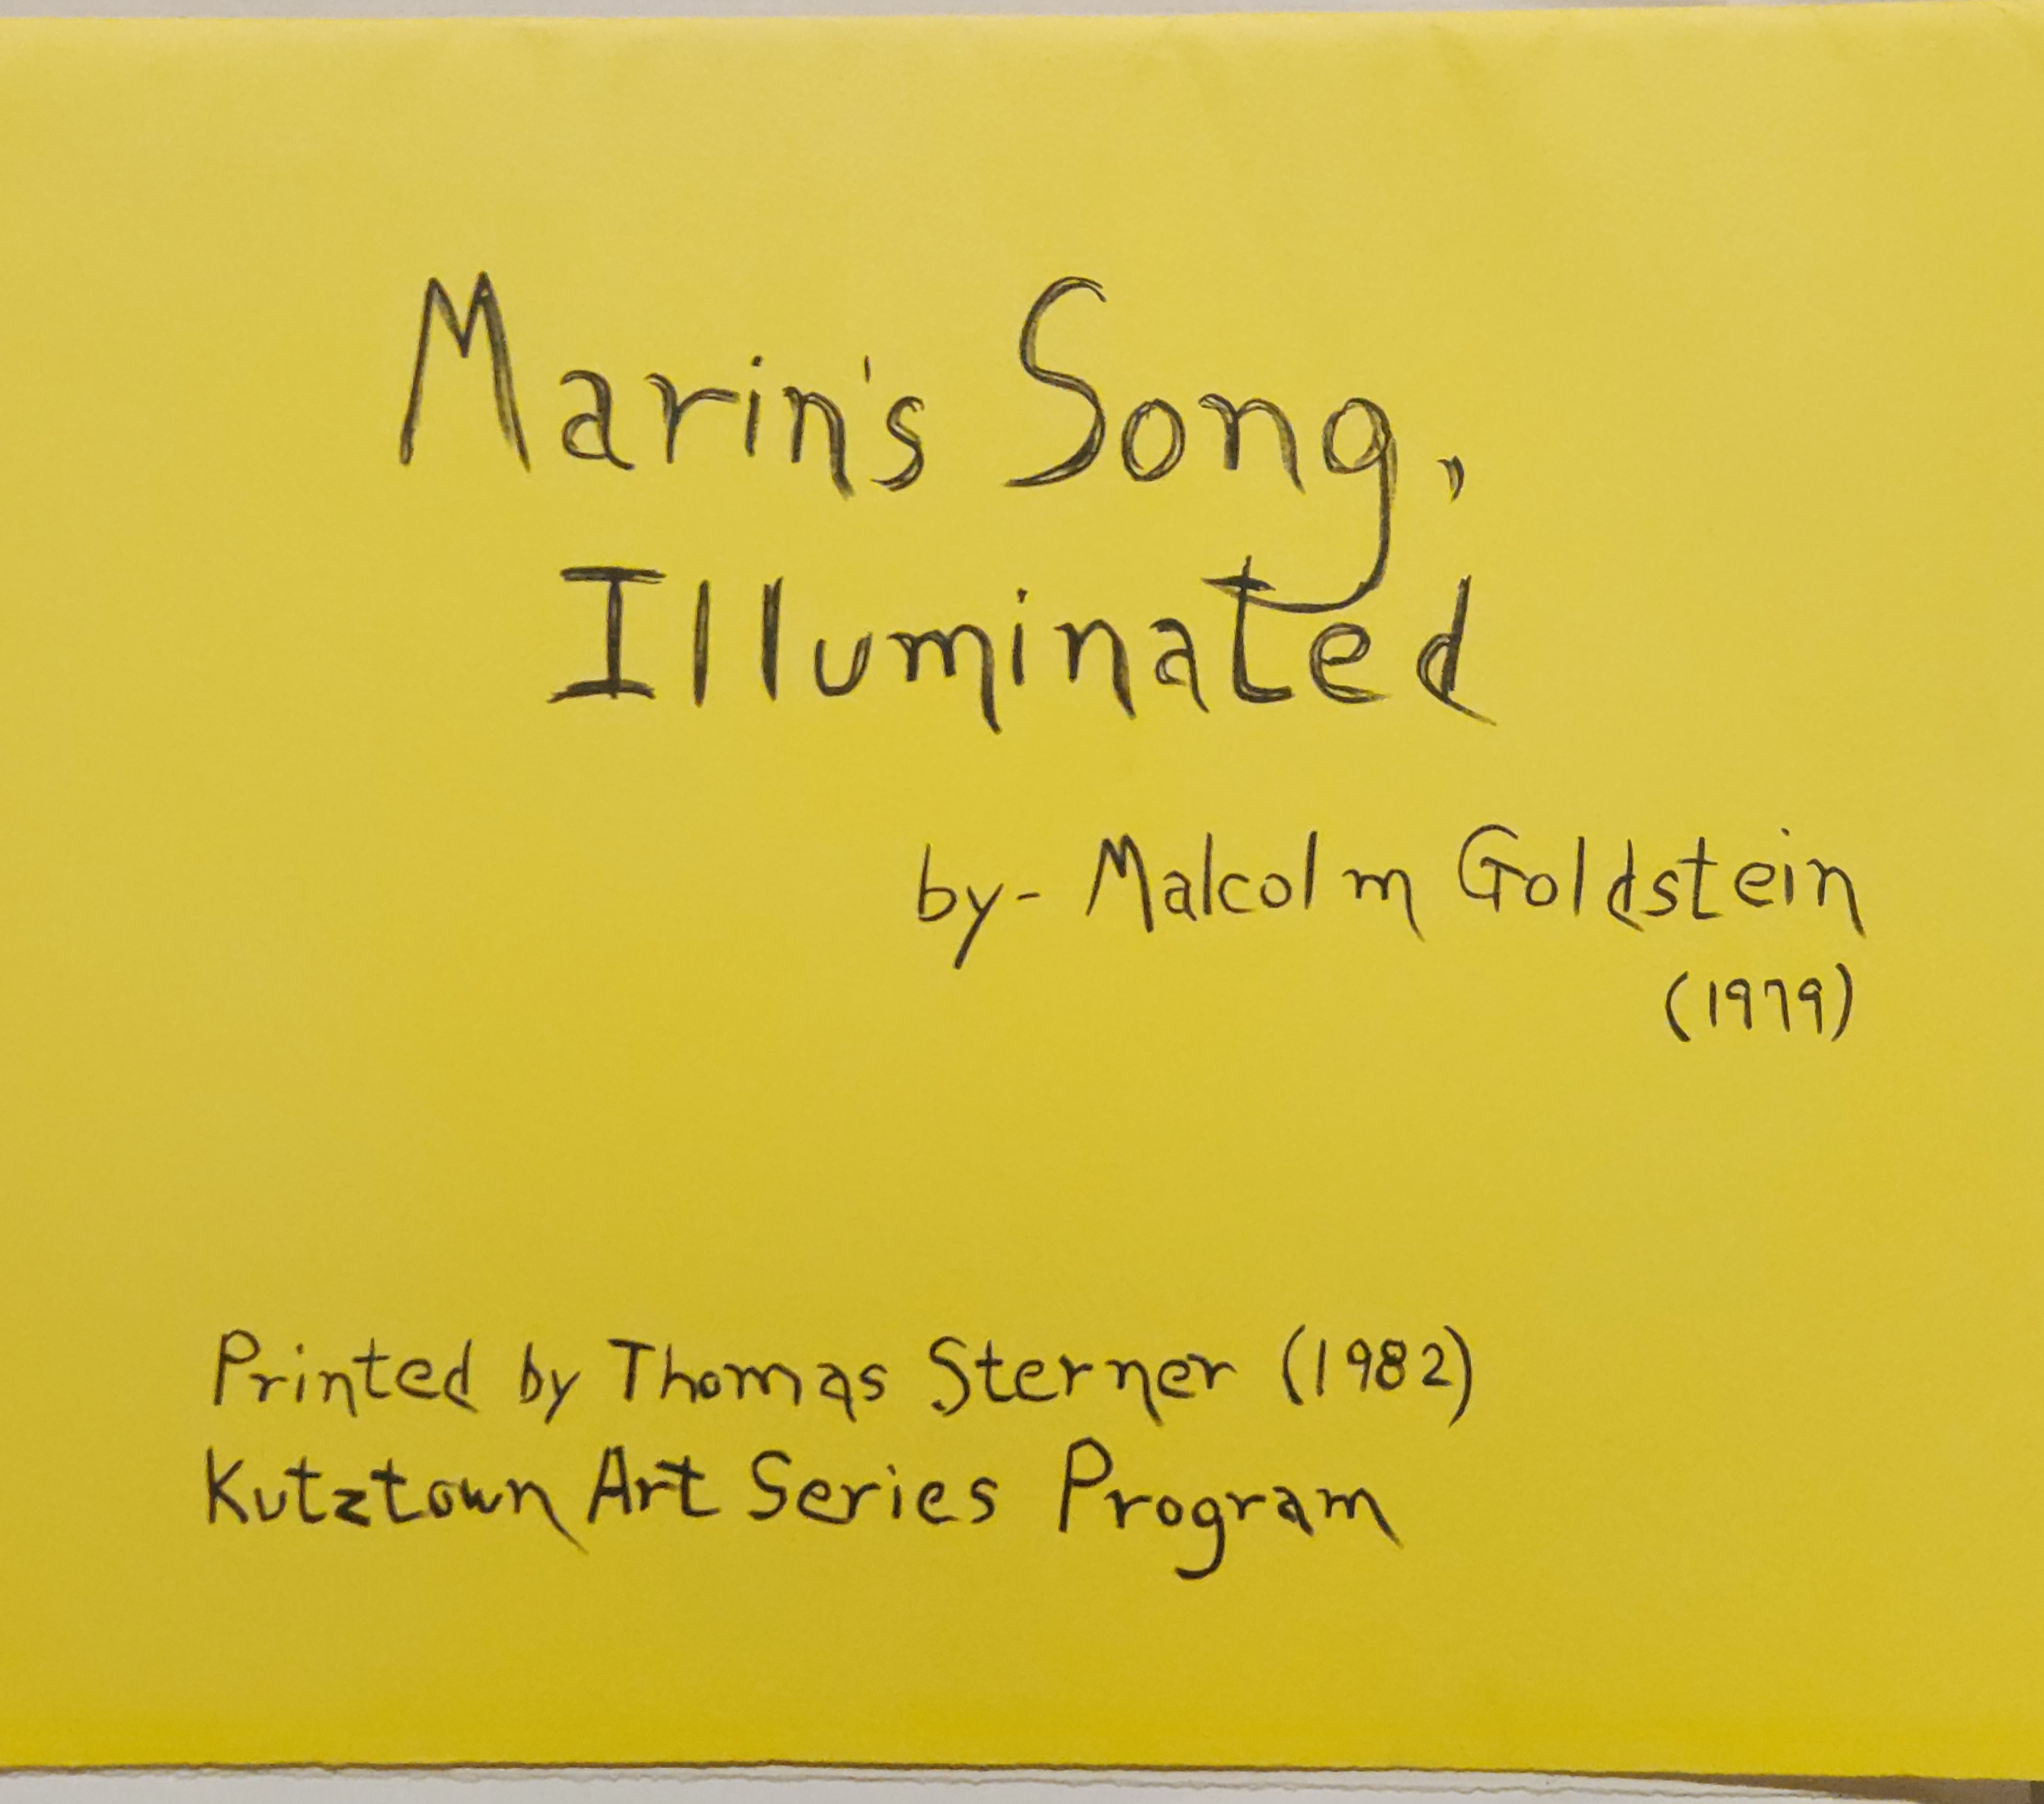 Marin's Song,
Illuminated
by- Malcolm Goldstein
(1979)
Printed by Thomas Sterner (1982)
Kutztown Art Series Program